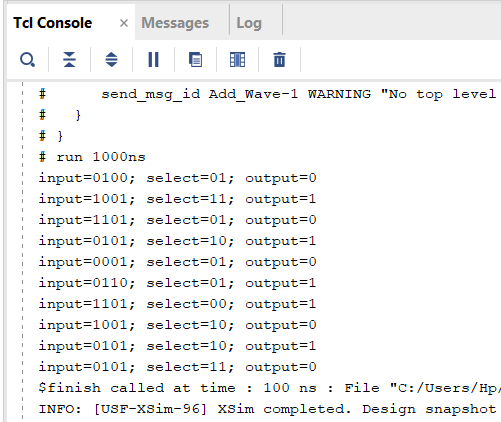 Tcl Console × Messages Log
# send_msg_id Add_Wave-1 WARNING "No top level
# }
# }
# run 1000ns
input=0100; select=01; output=0
input=1001; select=11; output=1
input=1101; select=01; output=0
input=0101; select=10; output=1
input=0001; select=01; output=0
input=0110; select=01; output=1
input=1101; select=00; output=1
input=1001; select=10; output=0
input=0101; select=10; output=1
input=0101; select=11; output=0
$finish called at time : 100 ns : File "C:/Users/Hp/
INFO: [USF-XSim-96] XSim completed. Design snapshot